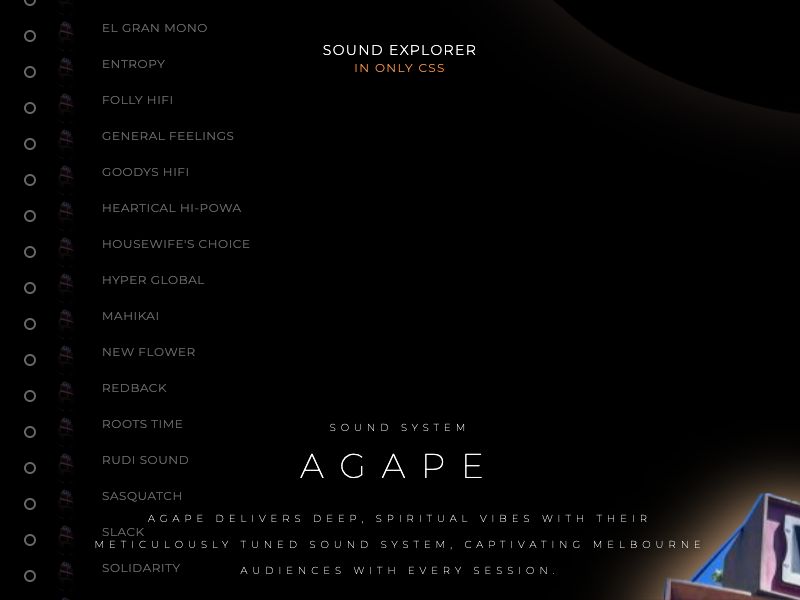 EL GRAN MONO
ENTROPY
FOLLY HIFI
GENERAL FEELINGS
GOODYS HIFI
HEARTICAL HI-POWA
HOUSEWIFE'S CHOICE
HYPER GLOBAL
MAHIKAI
NEW FLOWER
REDBACK
ROOTS TIME
RUDI SOUND
SASQUATCH
SLACK
SOLIDARITY
SOUND EXPLORER
IN ONLY CSS
SOUND SYSTEM
AGAPE
AGAPE DELIVERS DEEP, SPIRITUAL VIBES WITH THEIR
METICULOUSLY TUNED SOUND SYSTEM, CAPTIVATING MELBOURNE
AUDIENCES WITH EVERY SESSION.